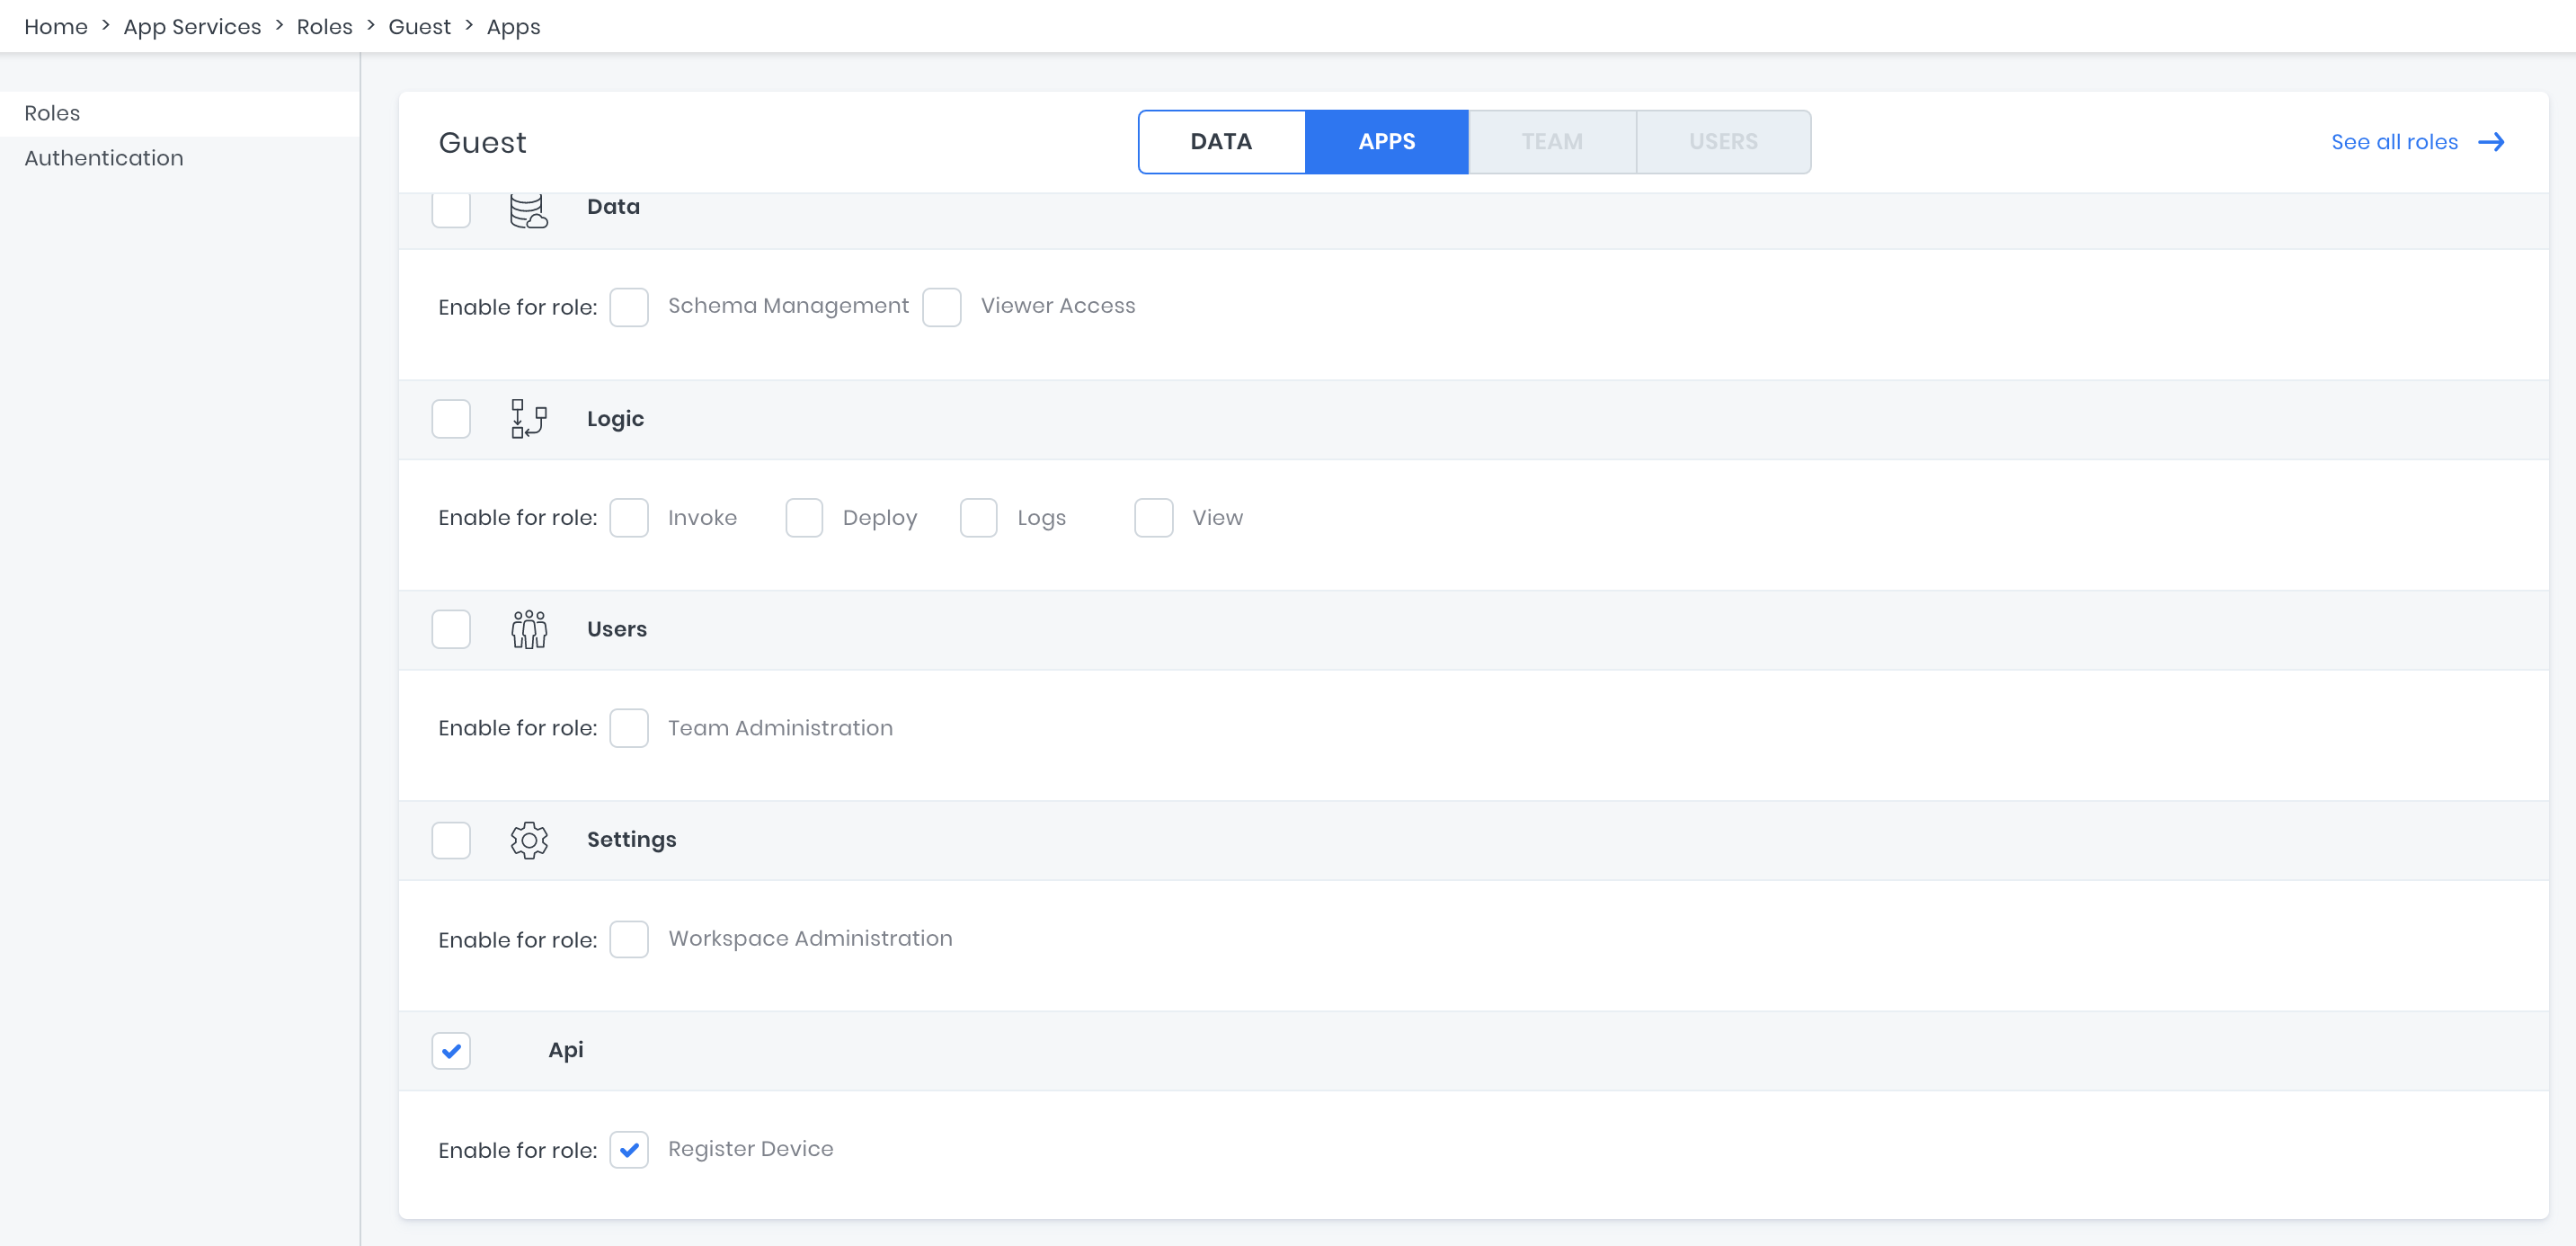 Home > App Services > Roles > Guest > Apps
Roles
Authentication
Guest
DATA APPS TEAM USERS
See all roles →
Data
Enable for role: Schema Management Viewer Access
Logic
Enable for role: Invoke Deploy Logs View
Users
Enable for role: Team Administration
Settings
Enable for role: Workspace Administration
Api
Enable for role: Register Device